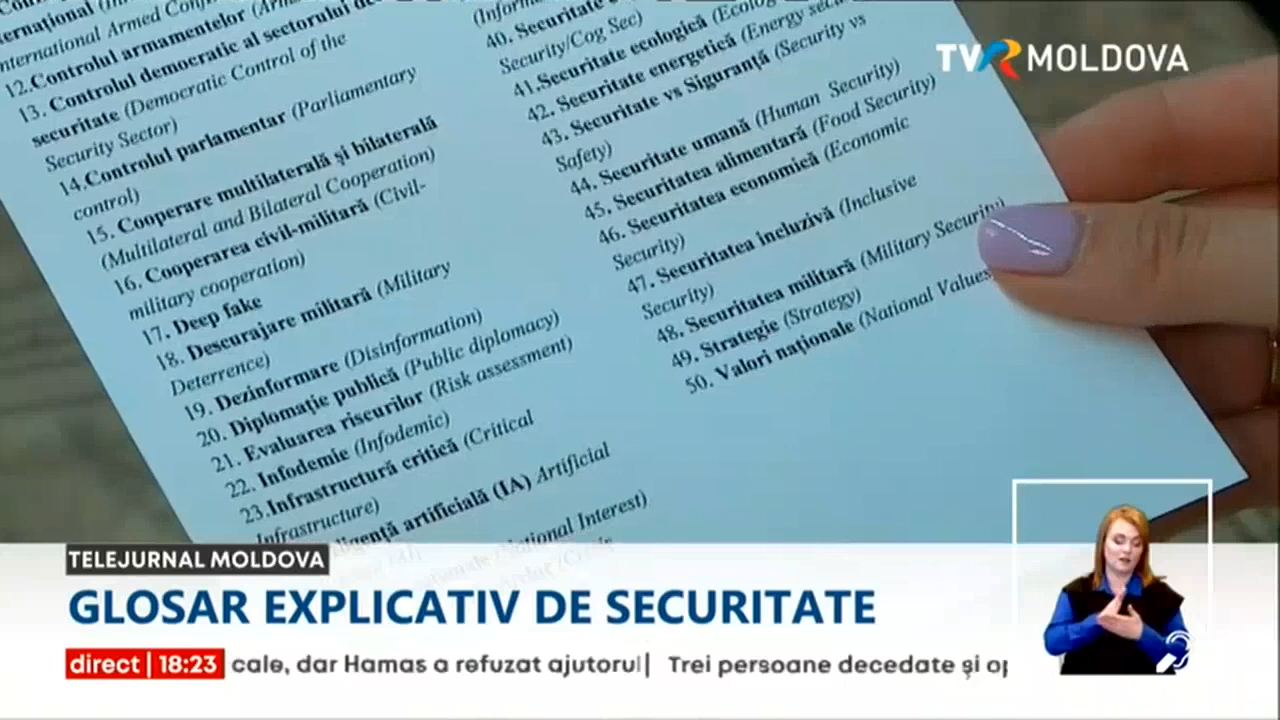 TVR MOLDOVA
12.Controlul armamentelor
13. Controlul democratic al sectorului de
securitate (Democratic Control of the
Security Sector)
14.Controlul parlamentar (Parliamentary
control)
15. Cooperare multilaterală și bilaterală
(Multilateral and Bilateral Cooperation)
16. Cooperarea civil-militară (Civil-
military cooperation)
17. Deep fake
18. Descurajare militară (Military
Deterrence)
19. Dezinformare (Disinformation)
20. Diplomație publică (Public diplomacy)
21. Evaluarea riscurilor (Risk assessment)
22. Infodemie (Infodemic)
23.Infrastructură critică (Critical
Infrastructure)
artificială (IA) Artificial
Interest)
40. Securitate
Security/Cog Sec)
41.Securitate ecologică
42. Securitate energetică (Energy
43. Securitate vs Siguranță (Security vs
Safety)
44. Securitate umană (Human Security)
45. Securitatea alimentară (Food Security)
46. Securitatea economică (Economic
Security)
47. Securitatea incluzivă (Inclusive
Security)
48. Securitatea militară (Military Security)
49. Strategie (Strategy)
50. Valori naționale (National Values
TELEJURNAL MOLDOVA
GLOSAR EXPLICATIV DE SECURITATE
direct | 18:23 cale, dar Hamas a refuzat ajutorul| Trei persoane decedate și